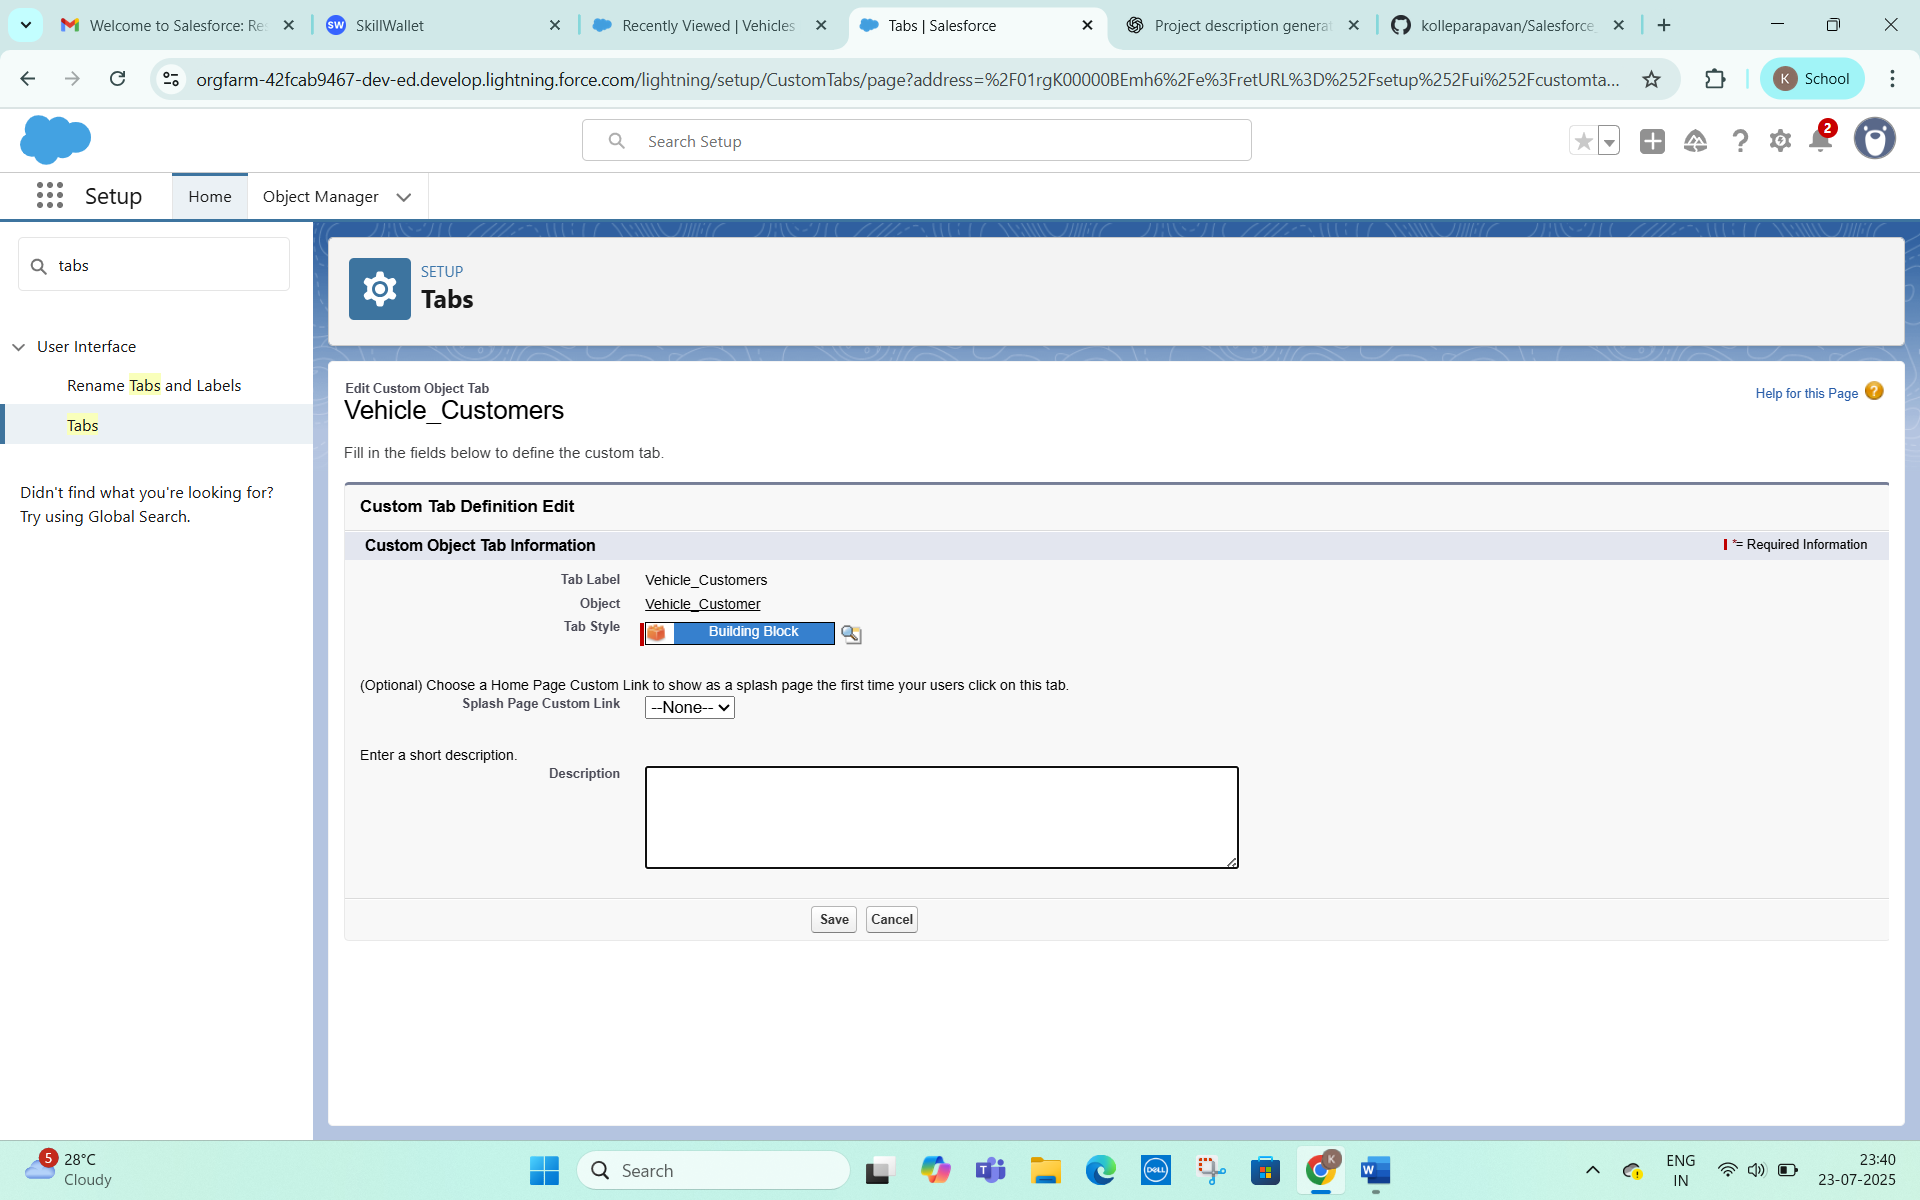 Welcome to Salesforce: Re
SkillWallet
Recently Viewed | Vehicles
Tabs | Salesforce
Project description generat
kolleparapavan/Salesforce
orgfarm-42fcab9467-dev-ed.develop.lightning.force.com/lightning/setup/CustomTabs/page?address=%2F01rgK00000BEmh6%2Fe%3FretURL%3D%252Fsetup%252Fui%252Fcustomta...
K School
Search Setup
2
Setup
Home
Object Manager
tabs
User Interface
Rename Tabs and Labels
Tabs
Didn't find what you're looking for?
Try using Global Search.
SETUP
Tabs
Edit Custom Object Tab
Vehicle_Customers
Help for this Page ?
Fill in the fields below to define the custom tab.
Custom Tab Definition Edit
Custom Object Tab Information
*= Required Information
Tab Label Vehicle_Customers
Object Vehicle_Customer
Tab Style Building Block
(Optional) Choose a Home Page Custom Link to show as a splash page the first time your users click on this tab.
Splash Page Custom Link --None--
Enter a short description.
Description
Save Cancel
5
28°C
Cloudy
Search
ENG
IN
23:40
23-07-2025